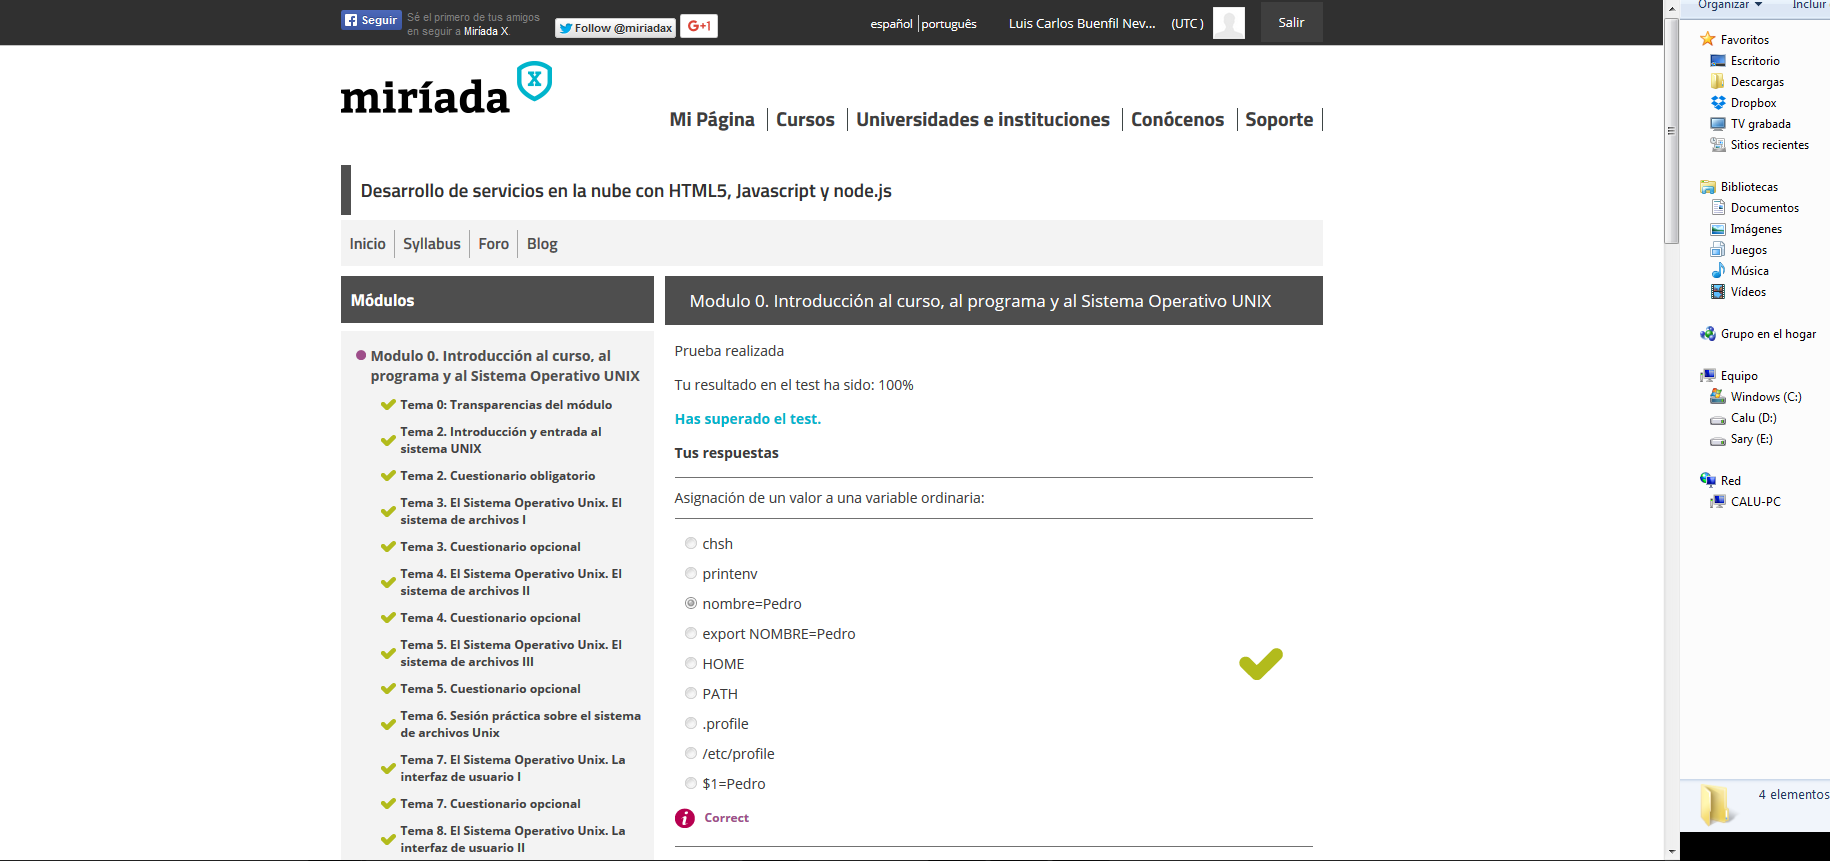 Seguir
Sé el primero de tus amigos
en seguir a Miríada X.
Follow @miriadax
G+1
español
português
Luis Carlos Buenfil Nev...
(UTC )
Salir
miríada X
Mi Página
Cursos
Universidades e instituciones
Conócenos
Soporte
Desarrollo de servicios en la nube con HTML5, Javascript y node.js
Inicio
Syllabus
Foro
Blog
Módulos
Modulo 0. Introducción al curso, al
programa y al Sistema Operativo UNIX
Tema 0: Transparencias del módulo
Tema 2. Introducción y entrada al
sistema UNIX
Tema 2. Cuestionario obligatorio
Tema 3. El Sistema Operativo Unix. El
sistema de archivos I
Tema 3. Cuestionario opcional
Tema 4. El Sistema Operativo Unix. El
sistema de archivos II
Tema 4. Cuestionario opcional
Tema 5. El Sistema Operativo Unix. El
sistema de archivos III
Tema 5. Cuestionario opcional
Tema 6. Sesión práctica sobre el sistema
de archivos Unix
Tema 7. El Sistema Operativo Unix. La
interfaz de usuario I
Tema 7. Cuestionario opcional
Tema 8. El Sistema Operativo Unix. La
interfaz de usuario II
Modulo 0. Introducción al curso, al programa y al Sistema Operativo UNIX
Prueba realizada
Tu resultado en el test ha sido: 100%
Has superado el test.
Tus respuestas
Asignación de un valor a una variable ordinaria:
chsh
printenv
nombre=Pedro
export NOMBRE=Pedro
HOME
PATH
.profile
/etc/profile
$1=Pedro
Correct
Organizar
Incluir
Favoritos
Escritorio
Descargas
Dropbox
TV grabada
Sitios recientes
Bibliotecas
Documentos
Imágenes
Juegos
Música
Vídeos
Grupo en el hogar
Equipo
Windows (C:)
Calu (D:)
Sary (E:)
Red
CALU-PC
4 elementos